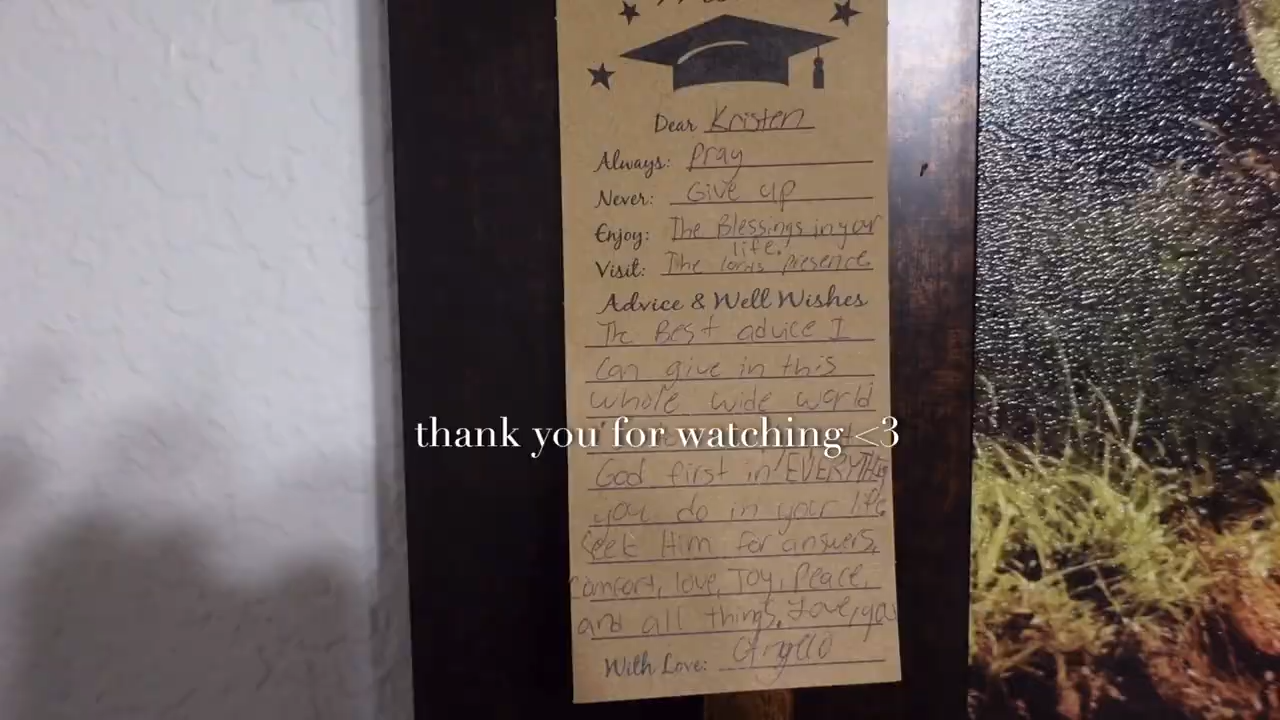 Dear Kristen
Always: Pray
Never: Give up
Enjoy: The Blessings in your
life.
Visit: The lord's presence
Advice & Well Wishes
The Best advice I
can give in this
whole wide world
thank you for watching <3
God first in EVERYTHING
you do in your life
Seek Him for answers,
comfort, love, Joy, Peace,
and all things. Love, you
With Love: